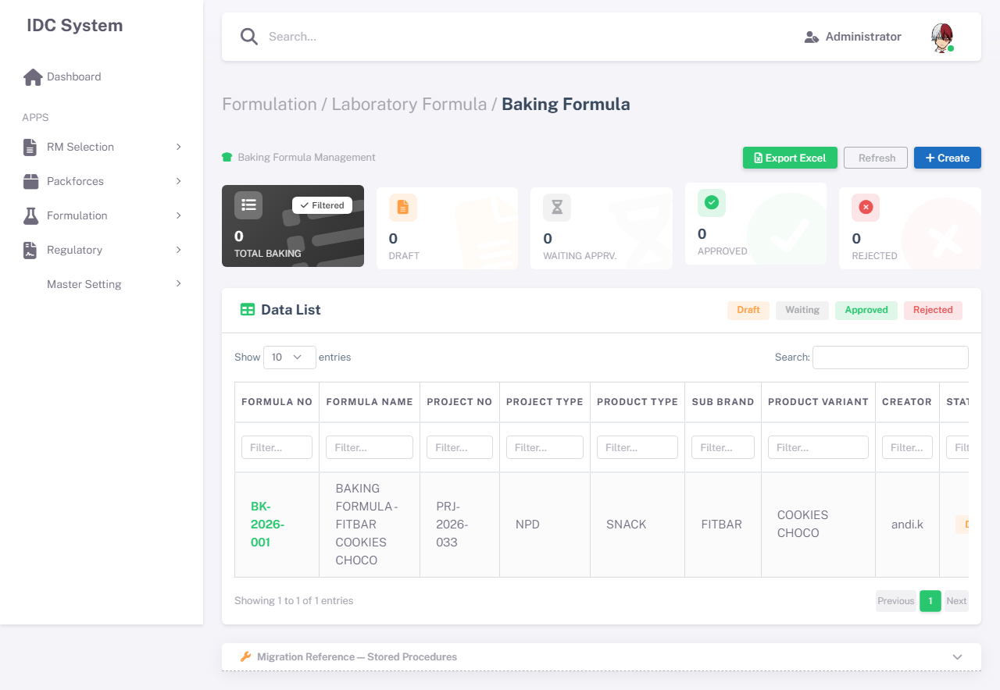 IDC System
Search...
Administrator
Dashboard
APPS
RM Selection
Packforces
Formulation
Regulatory
Master Setting
Formulation / Laboratory Formula / Baking Formula
Baking Formula Management
Export Excel
Refresh
Create
Filtered
0
TOTAL BAKING
0
DRAFT
0
WAITING APPRV.
0
APPROVED
0
REJECTED
Data List
Draft
Waiting
Approved
Rejected
Show 10 entries
Search:
FORMULA NO
FORMULA NAME
PROJECT NO
PROJECT TYPE
PRODUCT TYPE
SUB BRAND
PRODUCT VARIANT
CREATOR
Filter...
Filter...
Filter...
Filter...
Filter...
Filter...
Filter...
Filter...
BK-
2026-
001
BAKING
FORMULA -
FITBAR
COOKIES
CHOCO
PRJ-
2026-
033
NPD
SNACK
FITBAR
COOKIES
CHOCO
andi.k
Showing 1 to 1 of 1 entries
Previous
1
Next
Migration Reference — Stored Procedures